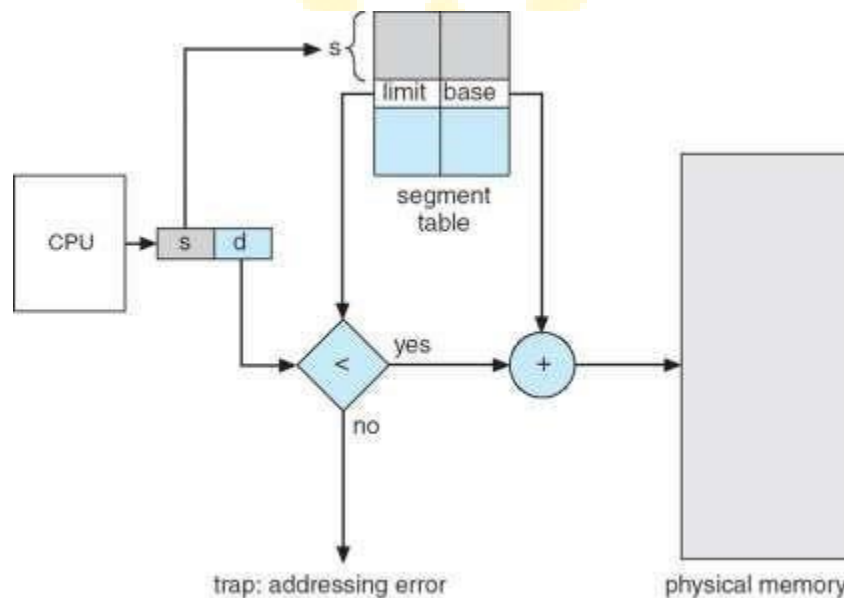 s
limit base
segment
table
CPU
s d
<
yes
+
no
trap: addressing error
physical memory